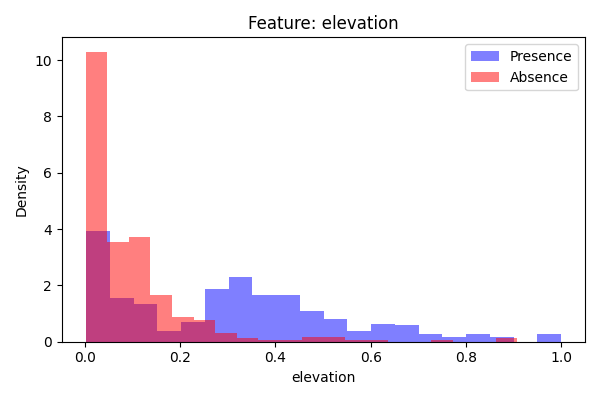 Feature: elevation
Presence
Absence
Density
10
8
6
4
2
0
0.0 0.2 0.4 0.6 0.8 1.0
elevation